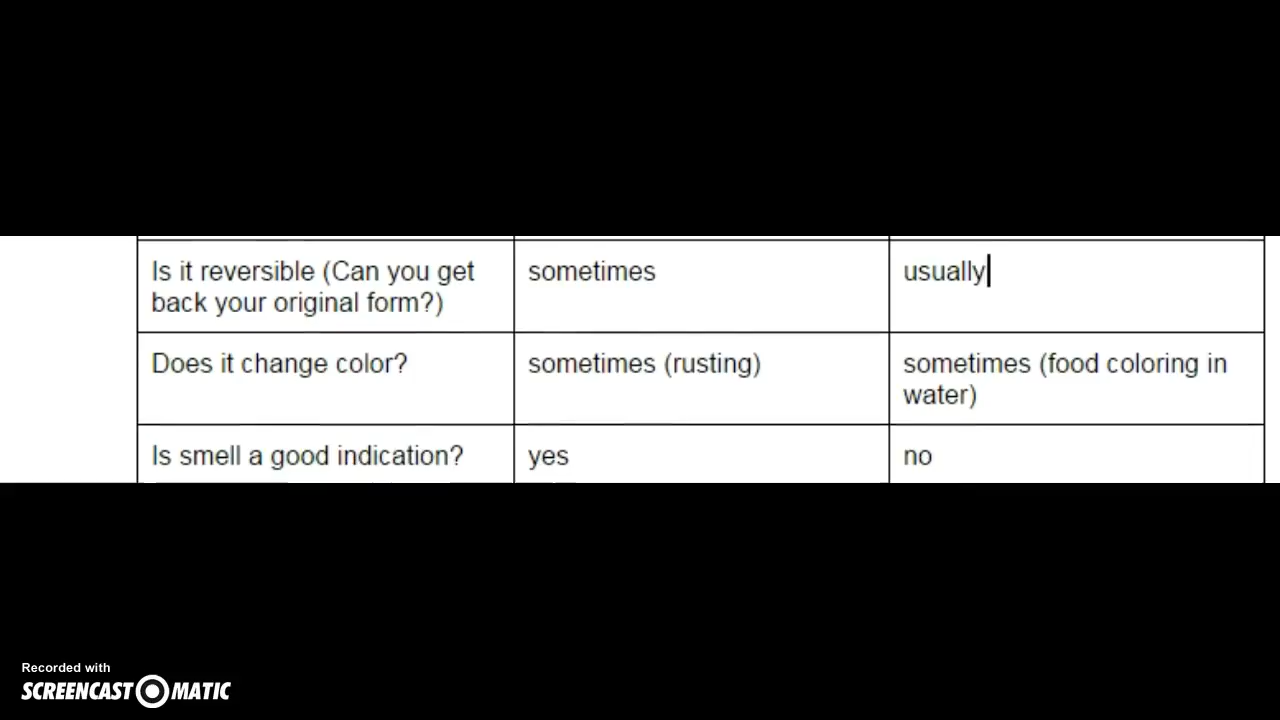 Is it reversible (Can you get
back your original form?)
sometimes
usually
Does it change color?
sometimes (rusting)
sometimes (food coloring in
water)
Is smell a good indication?
yes
no
Recorded with
SCREENCAST MATIC